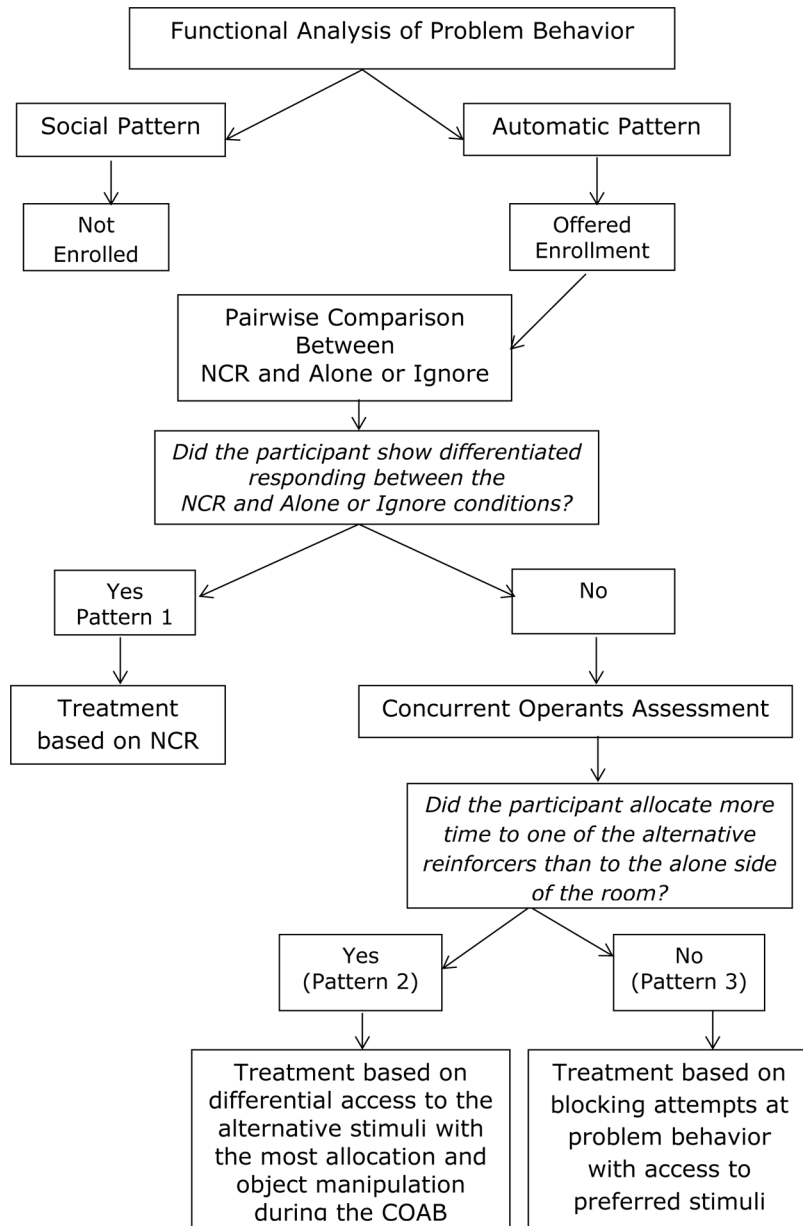 Functional Analysis of Problem Behavior
Social Pattern
Automatic Pattern
Not
Enrolled
Offered
Enrollment
Pairwise Comparison
Between
NCR and Alone or Ignore
Did the participant show differentiated
responding between the
NCR and Alone or Ignore conditions?
Yes
Pattern 1
No
Treatment
based on NCR
Concurrent Operants Assessment
Did the participant allocate more
time to one of the alternative
reinforcers than to the alone side
of the room?
Yes
(Pattern 2)
No
(Pattern 3)
Treatment based on
differential access to the
alternative stimuli with
the most allocation and
object manipulation
during the COAB
Treatment based on
blocking attempts at
problem behavior
with access to
preferred stimuli